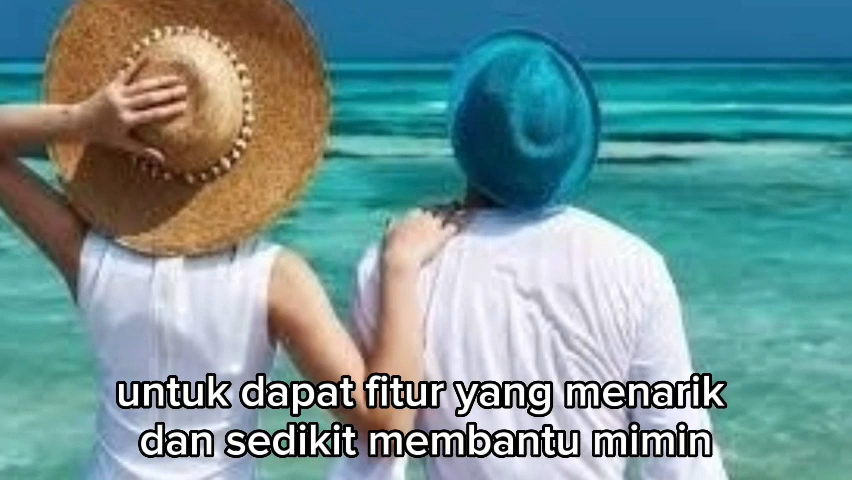 untuk dapat fitur yang menarik
dan sedikit membantu mimin